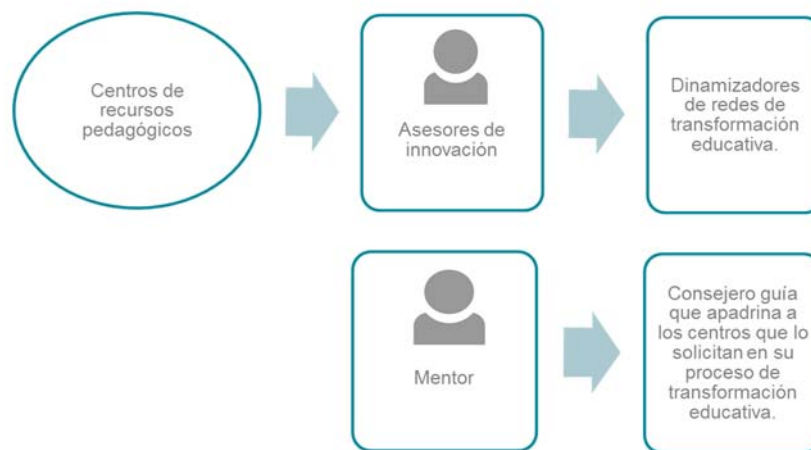 Centros de
recursos
pedagógicos
Asesores de
innovación
Dinamizadores
de redes de
transformación
educativa.
Mentor
Consejero guía
que apadrina a
los centros que lo
solicitan en su
proceso de
transformación
educativa.